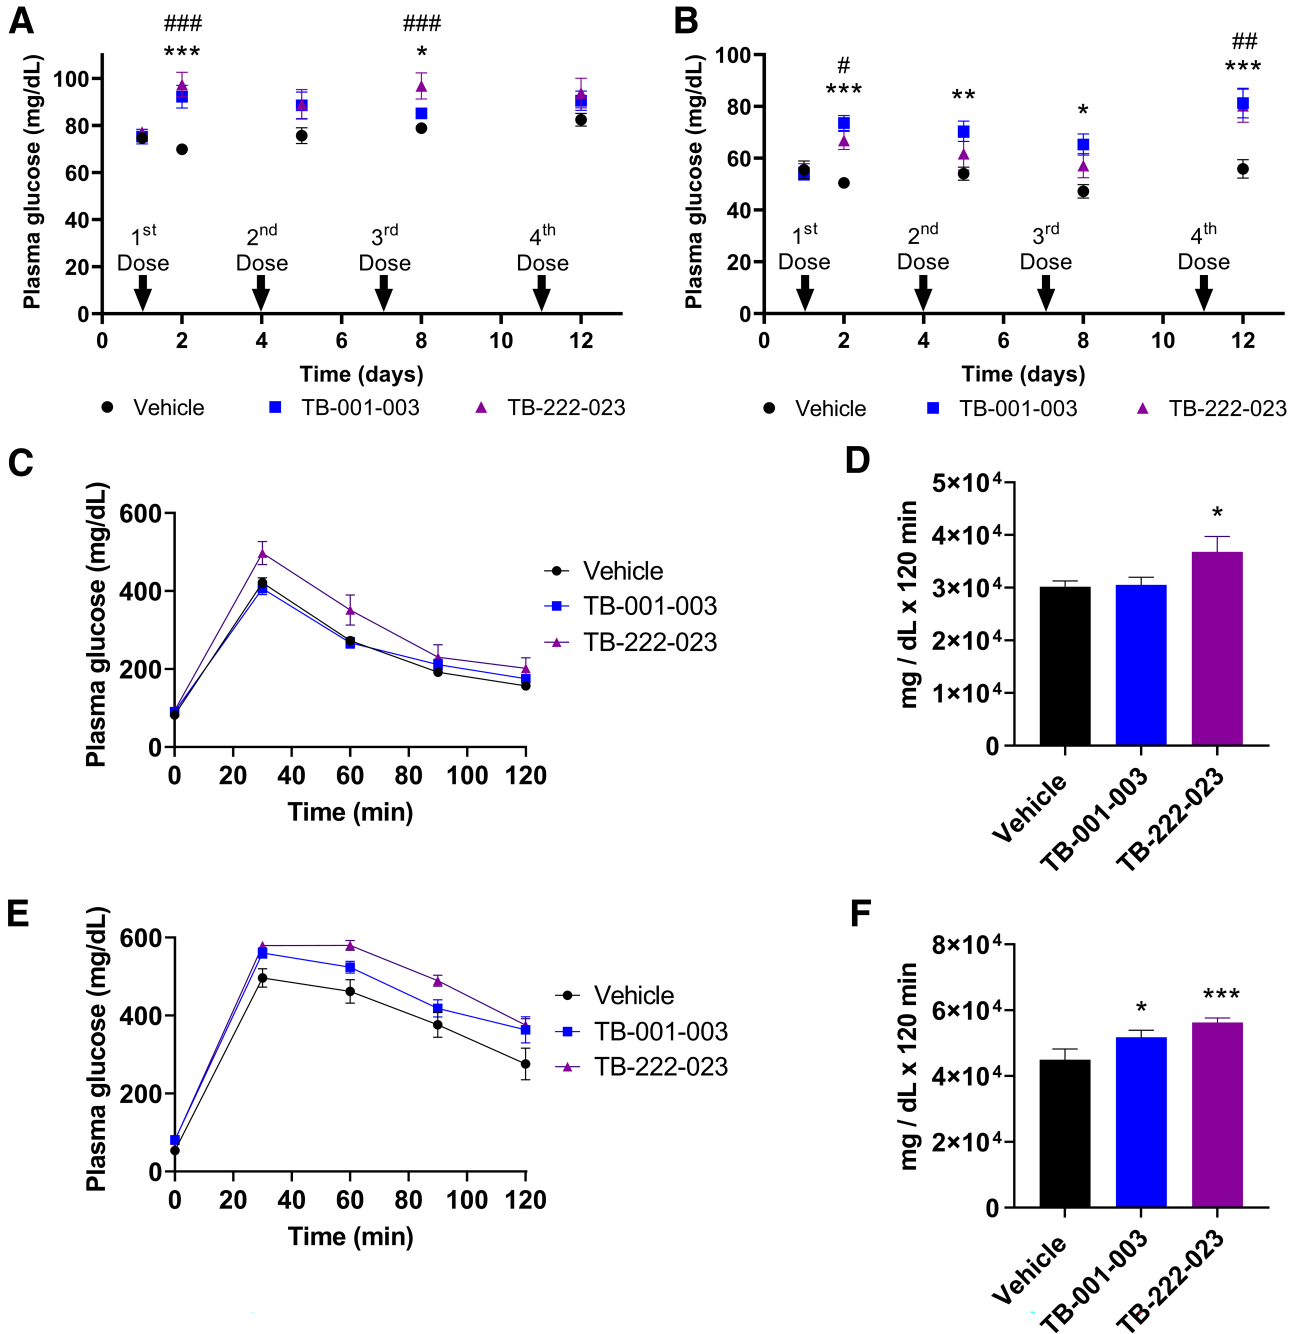 A
### ###
*** *
Plasma glucose (mg/dL)
100
80
60
40
20
0
1st Dose
2nd Dose
3rd Dose
4th Dose
0 2 4 6 8 10 12
Time (days)
Vehicle TB-001-003 TB-222-023
B
# ##
*** ** * ***
Plasma glucose (mg/dL)
100
80
60
40
20
0
1st Dose
2nd Dose
3rd Dose
4th Dose
0 2 4 6 8 10 12
Time (days)
Vehicle TB-001-003 TB-222-023
C
Plasma glucose (mg/dL)
600
400
200
0
0 20 40 60 80 100 120
Time (min)
Vehicle
TB-001-003
TB-222-023
D
mg / dL x 120 min
5×10⁴
4×10⁴
3×10⁴
2×10⁴
1×10⁴
0
*
Vehicle
TB-001-003
TB-222-023
E
Plasma glucose (mg/dL)
600
400
200
0
0 20 40 60 80 100 120
Time (min)
Vehicle
TB-001-003
TB-222-023
F
mg / dL x 120 min
8×10⁴
6×10⁴
4×10⁴
2×10⁴
0
* ***
Vehicle
TB-001-003
TB-222-023